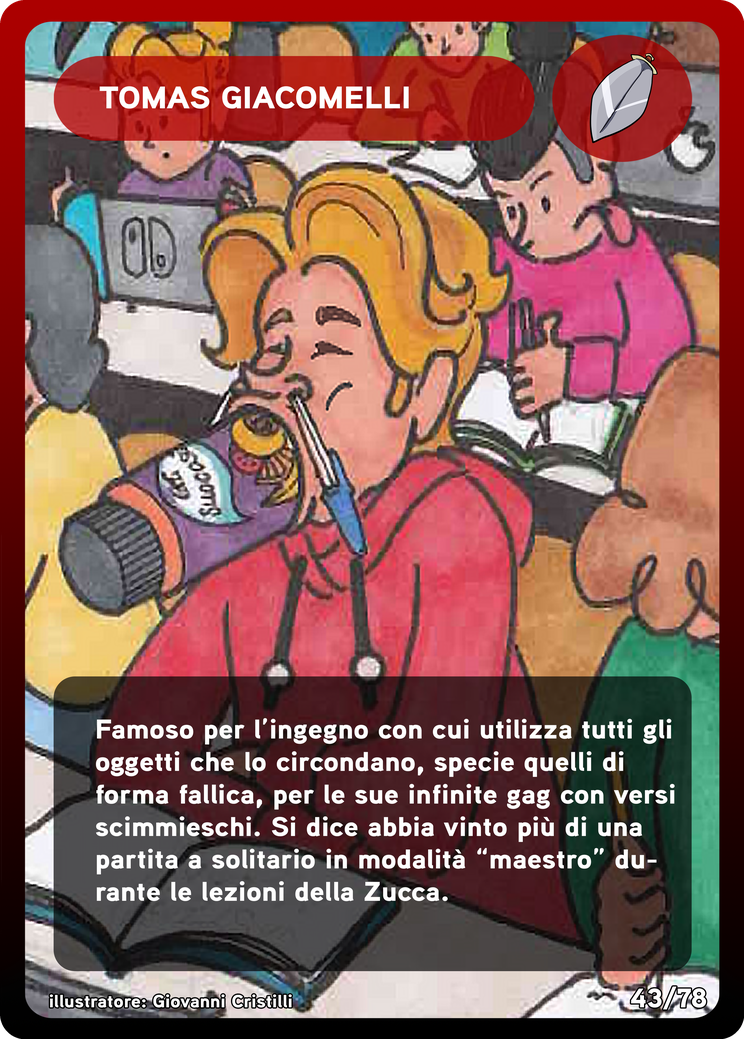 TOMAS GIACOMELLI
Famoso per l'ingegno con cui utilizza tutti gli
oggetti che lo circondano, specie quelli di
forma fallica, per le sue infinite gag con versi
scimmieschi. Si dice abbia vinto più di una
partita a solitario in modalità “maestro” du-
rante le lezioni della Zucca.
illustratore: Giovanni Cristilli
43/78